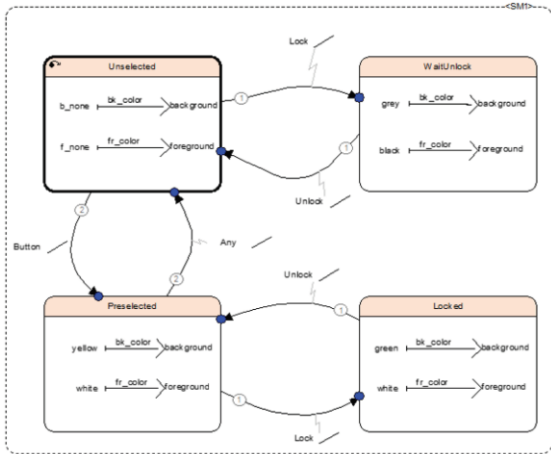 <SM1>
Lock
Unselected
WaitUnlock
b_none bk_color background
1
grey bk_color background
f_none fr_color foreground
1
black fr_color foreground
Unlock
2
Button
Any
2
Unlock
Preselected
1
Locked
yellow bk_color background
green bk_color background
white fr_color foreground
white fr_color foreground
1
Lock